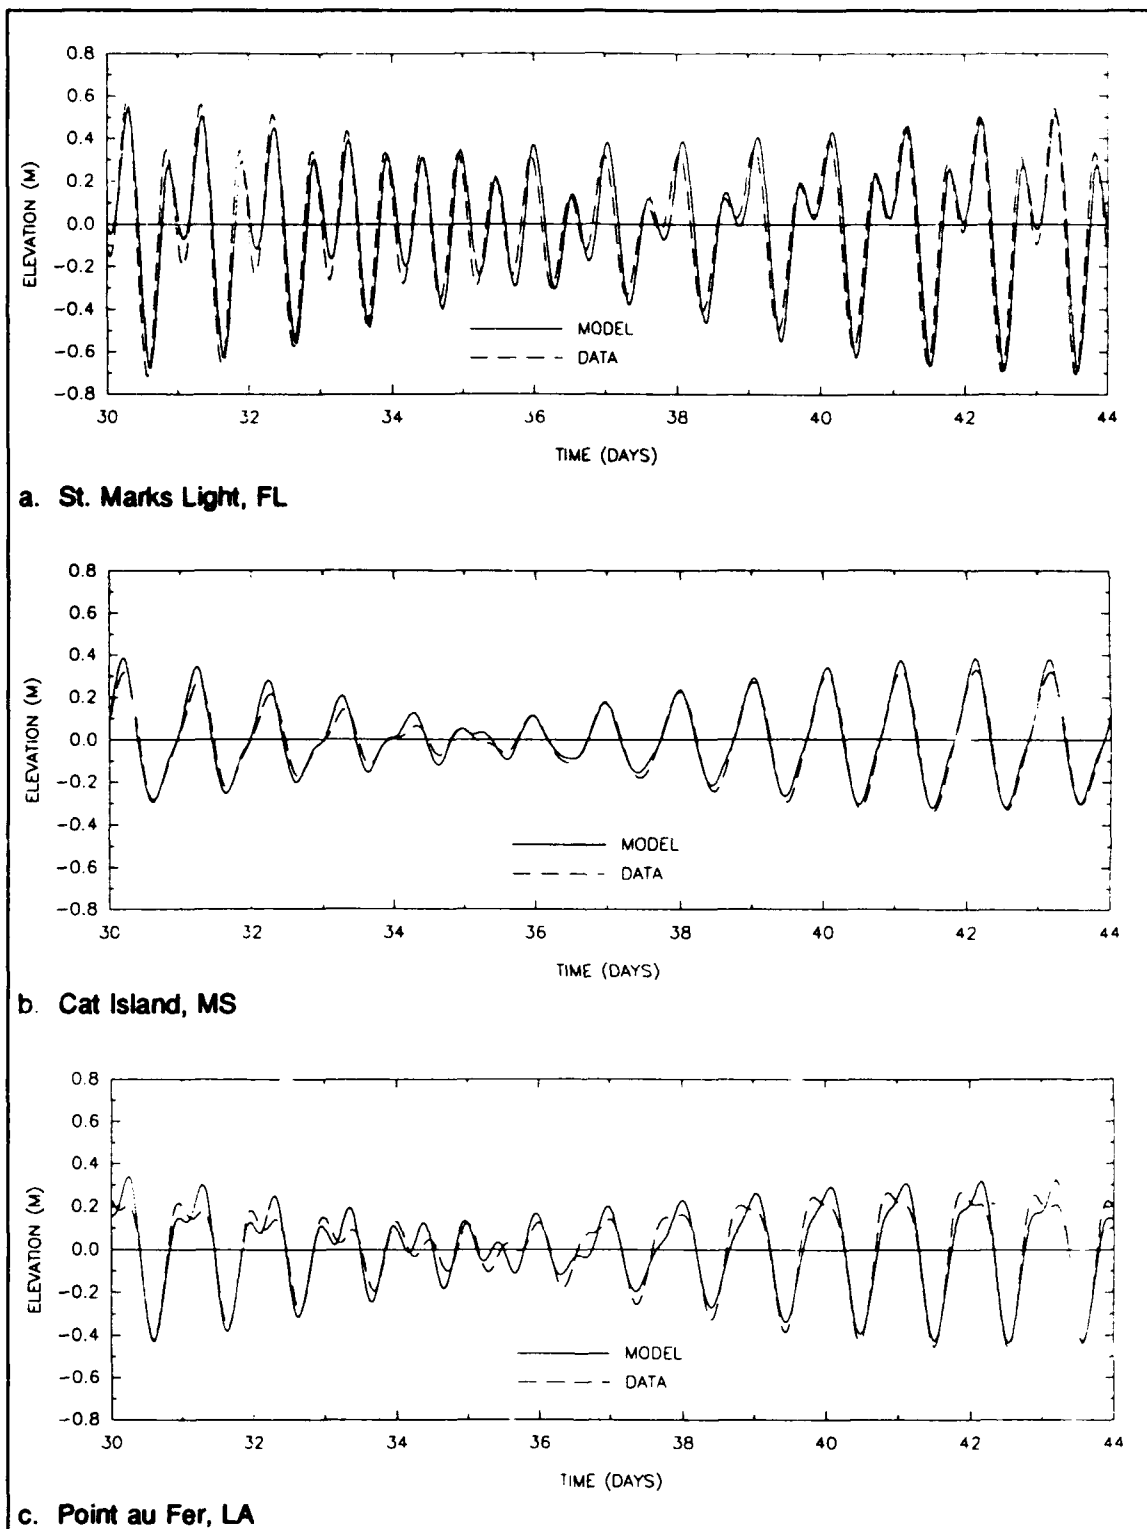 0.8
0.6
0.4
0.2
0.0
-0.2
-0.4
-0.6
-0.8
ELEVATION (M)
MODEL
DATA
30 32 34 36 38 40 42 44
TIME (DAYS)
a. St. Marks Light, FL
0.8
0.6
0.4
0.2
0.0
-0.2
-0.4
-0.6
-0.8
ELEVATION (M)
MODEL
DATA
30 32 34 36 38 40 42 44
TIME (DAYS)
b. Cat Island, MS
0.8
0.6
0.4
0.2
0.0
-0.2
-0.4
-0.6
-0.8
ELEVATION (M)
MODEL
DATA
30 32 34 36 38 40 42 44
TIME (DAYS)
c. Point au Fer, LA